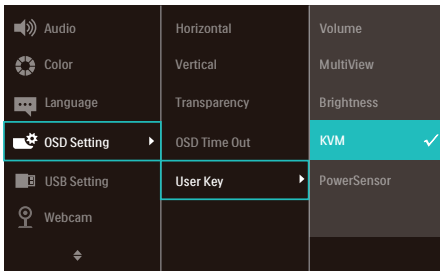 Audio
Color
Language
OSD Setting
USB Setting
Webcam
Horizontal
Vertical
Transparency
OSD Time Out
User Key
Volume
MultiView
Brightness
KVM
PowerSensor